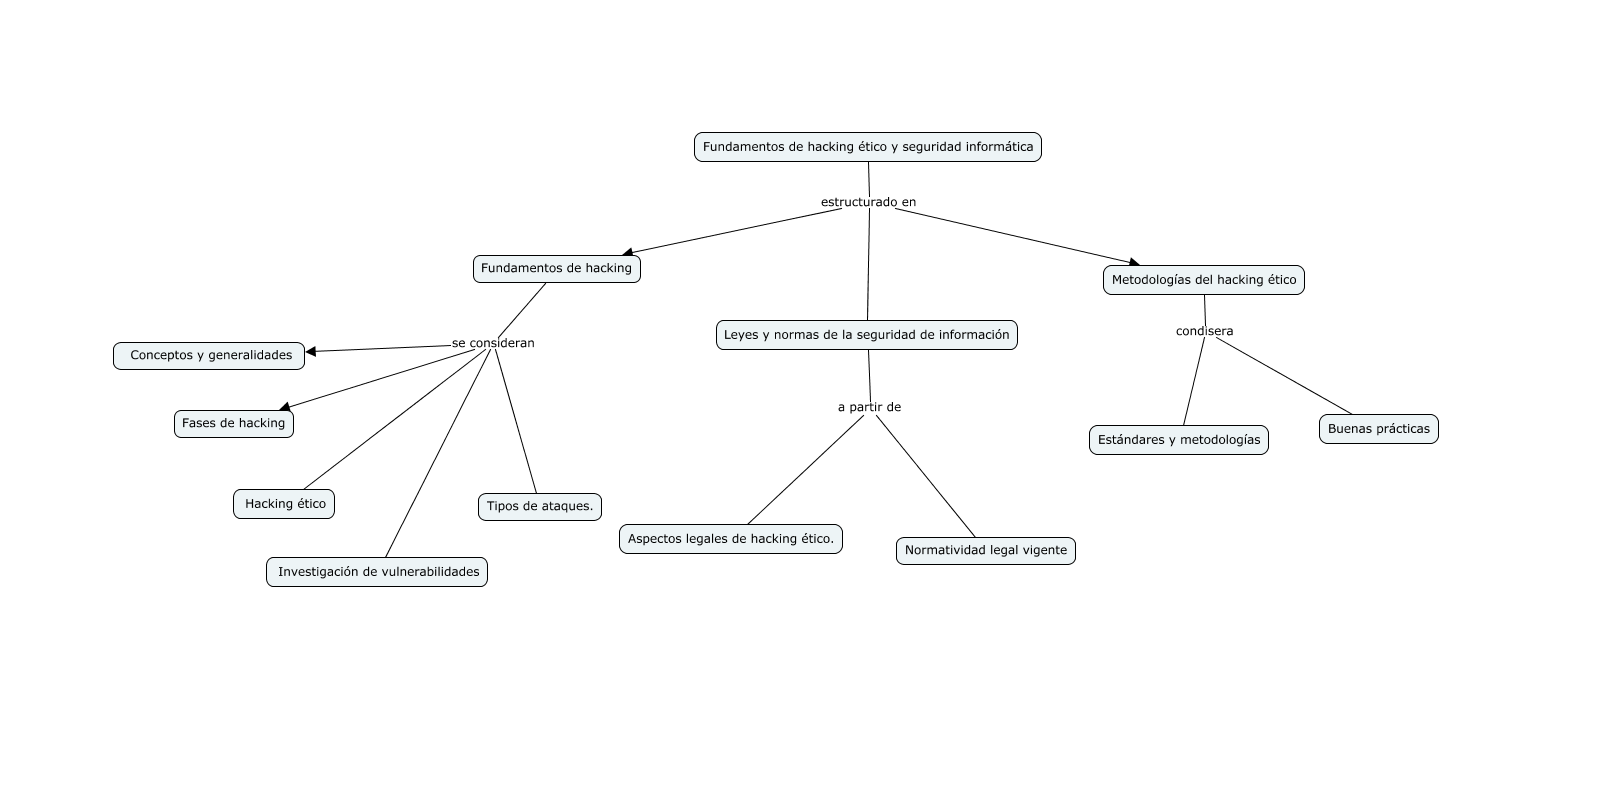 Fundamentos de hacking ético y seguridad informática
estructurado en
Fundamentos de hacking
Metodologías del hacking ético
Leyes y normas de la seguridad de información
condisera
se consideran
Conceptos y generalidades
a partir de
Fases de hacking
Buenas prácticas
Estándares y metodologías
Hacking ético
Tipos de ataques.
Aspectos legales de hacking ético.
Normatividad legal vigente
Investigación de vulnerabilidades